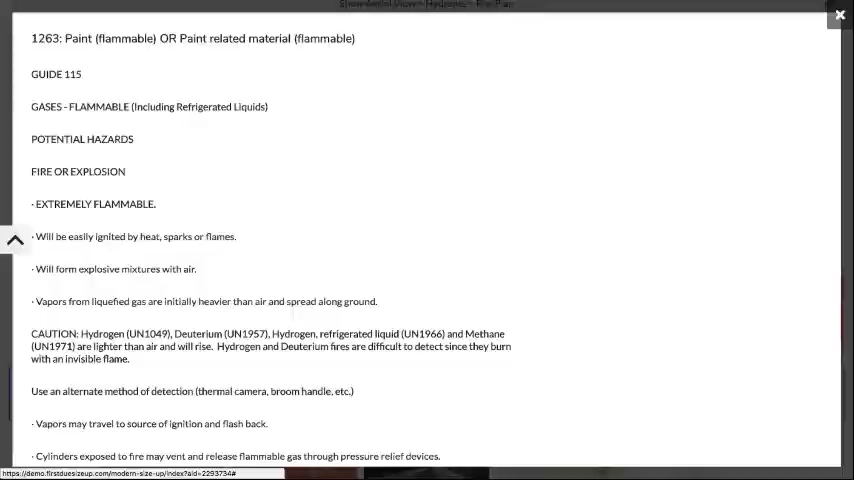 1263: Paint (flammable) OR Paint related material (flammable)
GUIDE 115
GASES - FLAMMABLE (Including Refrigerated Liquids)
POTENTIAL HAZARDS
FIRE OR EXPLOSION
· EXTREMELY FLAMMABLE.
· Will be easily ignited by heat, sparks or flames.
· Will form explosive mixtures with air.
· Vapors from liquefied gas are initially heavier than air and spread along ground.
CAUTION: Hydrogen (UN1049), Deuterium (UN1957), Hydrogen, refrigerated liquid (UN1966) and Methane
(UN1971) are lighter than air and will rise. Hydrogen and Deuterium fires are difficult to detect since they burn
with an invisible flame.
Use an alternate method of detection (thermal camera, broom handle, etc.)
· Vapors may travel to source of ignition and flash back.
· Cylinders exposed to fire may vent and release flammable gas through pressure relief devices.
https://demo.firstduesizeup.com/modern-size-up/index?aid=2293734#